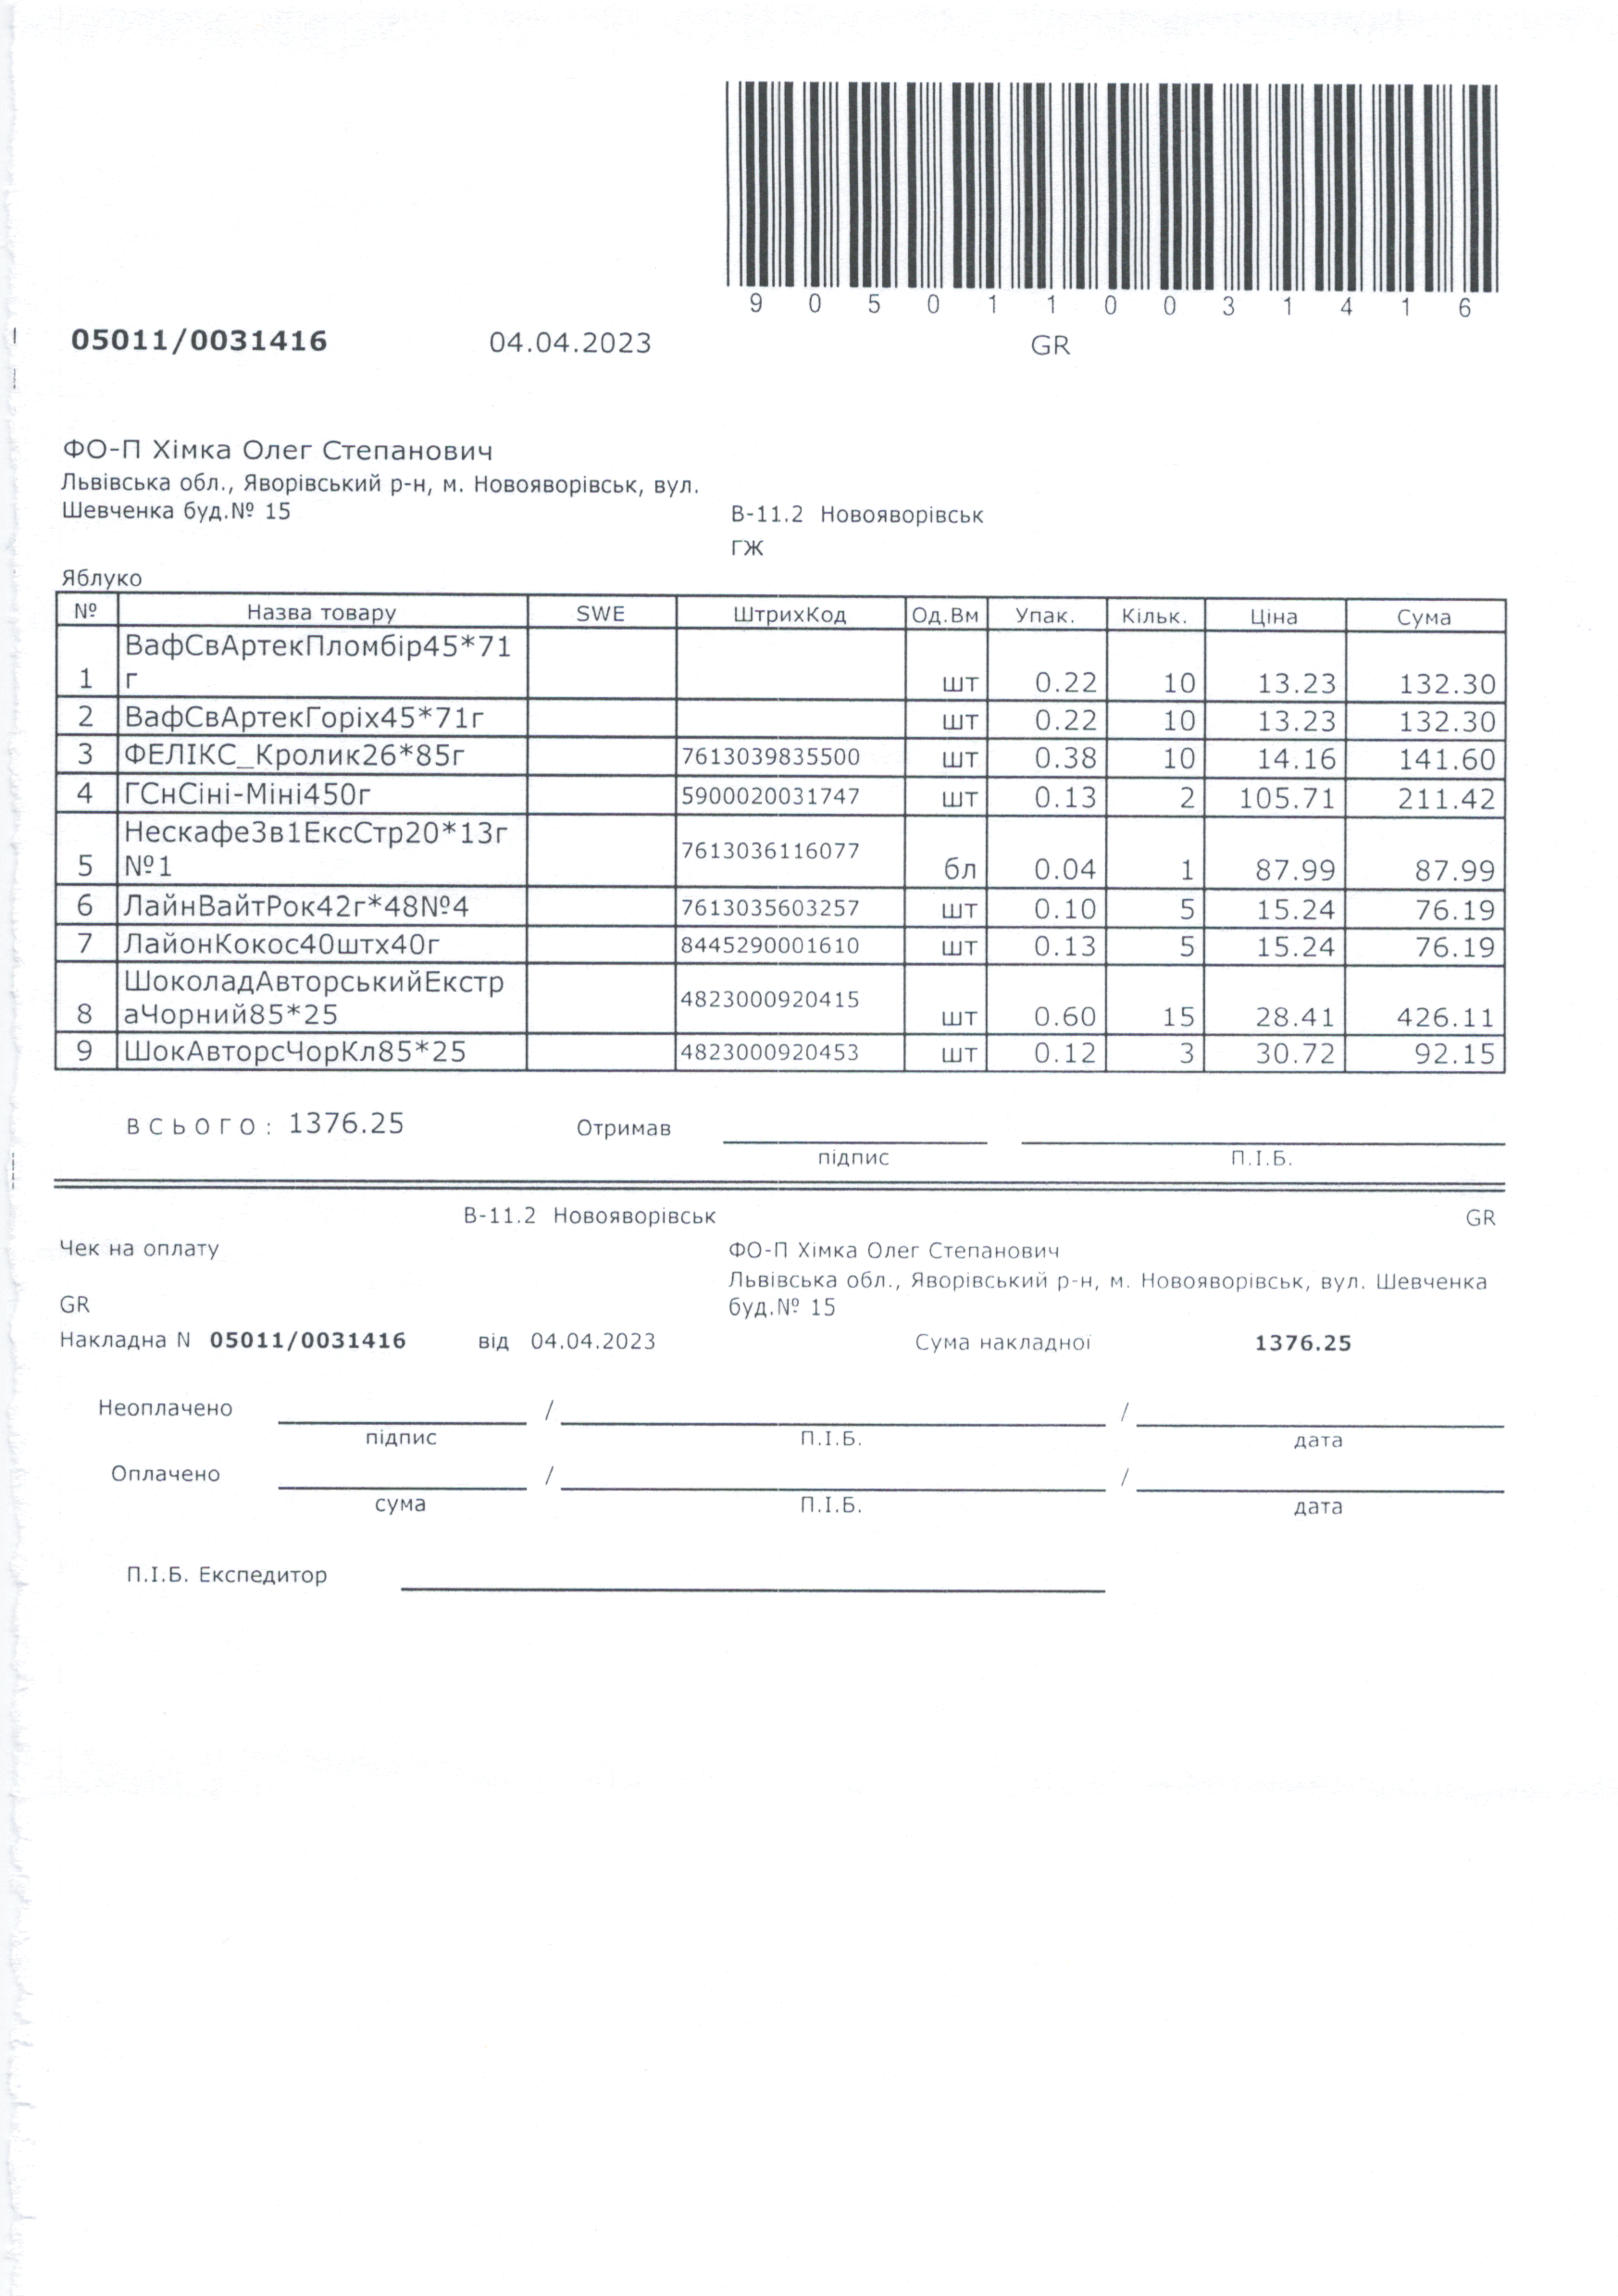 9 0 5 0 1 1 0 0 3 1 4 1 6
05011/0031416 04.04.2023 GR
ФО-П Хімка Олег Степанович
Львівська обл., Яворівський р-н, м. Новояворівськ, вул.
Шевченка буд.№ 15
В-11.2 Новояворівськ
ГЖ
Яблуко
№ Назва товару SWE ШтрихКод Од.Вм Упак. Кільк. Ціна Сума
ВафСвАртекПломбір45*71
1 г шт 0.22 10 13.23 132.30
2 ВафСвАртекГоріх45*71г шт 0.22 10 13.23 132.30
3 ФЕЛІКС_Кролик26*85г 7613039835500 шт 0.38 10 14.16 141.60
4 ГСнСіні-Міні450г 5900020031747 шт 0.13 2 105.71 211.42
Нескафе3в1ЕксСтр20*13г
5 №1 7613036116077 бл 0.04 1 87.99 87.99
6 ЛайнВайтРок42г*48№4 7613035603257 шт 0.10 5 15.24 76.19
7 ЛайонКокос40штх40г 8445290001610 шт 0.13 5 15.24 76.19
ШоколадАвторськийЕкстр
8 аЧорний85*25 4823000920415 шт 0.60 15 28.41 426.11
9 ШокАвторсЧорКл85*25 4823000920453 шт 0.12 3 30.72 92.15
всього: 1376.25 Отримав
підпис П.І.Б.
В-11.2 Новояворівськ GR
Чек на оплату ФО-П Хімка Олег Степанович
Львівська обл., Яворівський р-н, м. Новояворівськ, вул. Шевченка
GR буд.№ 15
Накладна N 05011/0031416 від 04.04.2023 Сума накладної 1376.25
Неоплачено / /
підпис П.І.Б. дата
Оплачено / /
сума П.І.Б. дата
П.І.Б. Експедитор